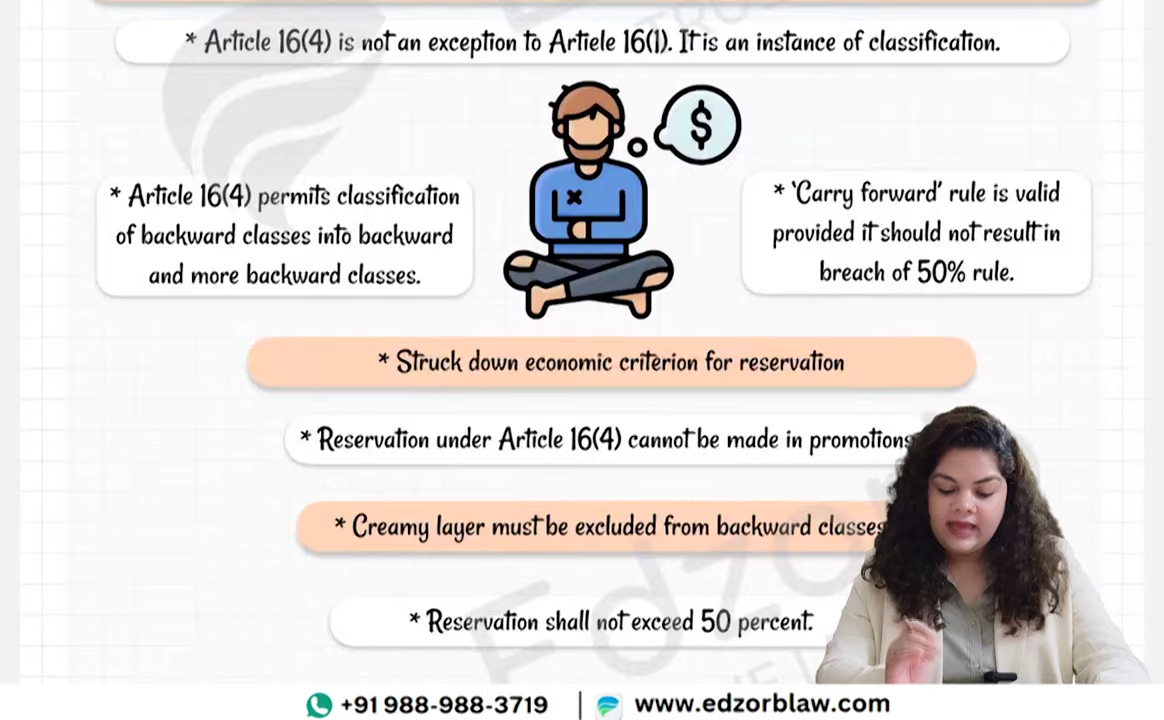 * Article 16(4) is not an exception to Artiele 16(1). It is an instance of classification.
* Article 16(4) permits classification
of backward classes into backward
and more backward classes.
$
* 'Carry forward' rule is valid
provided it should not result in
breach of 50% rule.
* Struck down economic criterion for reservation
* Reservation under Article 16(4) cannot be made in promotions
* Creamy layer must be excluded from backward classes
* Reservation shall not exceed 50 percent.
Edzorb
+91 988-988-3719 | www.edzorblaw.com